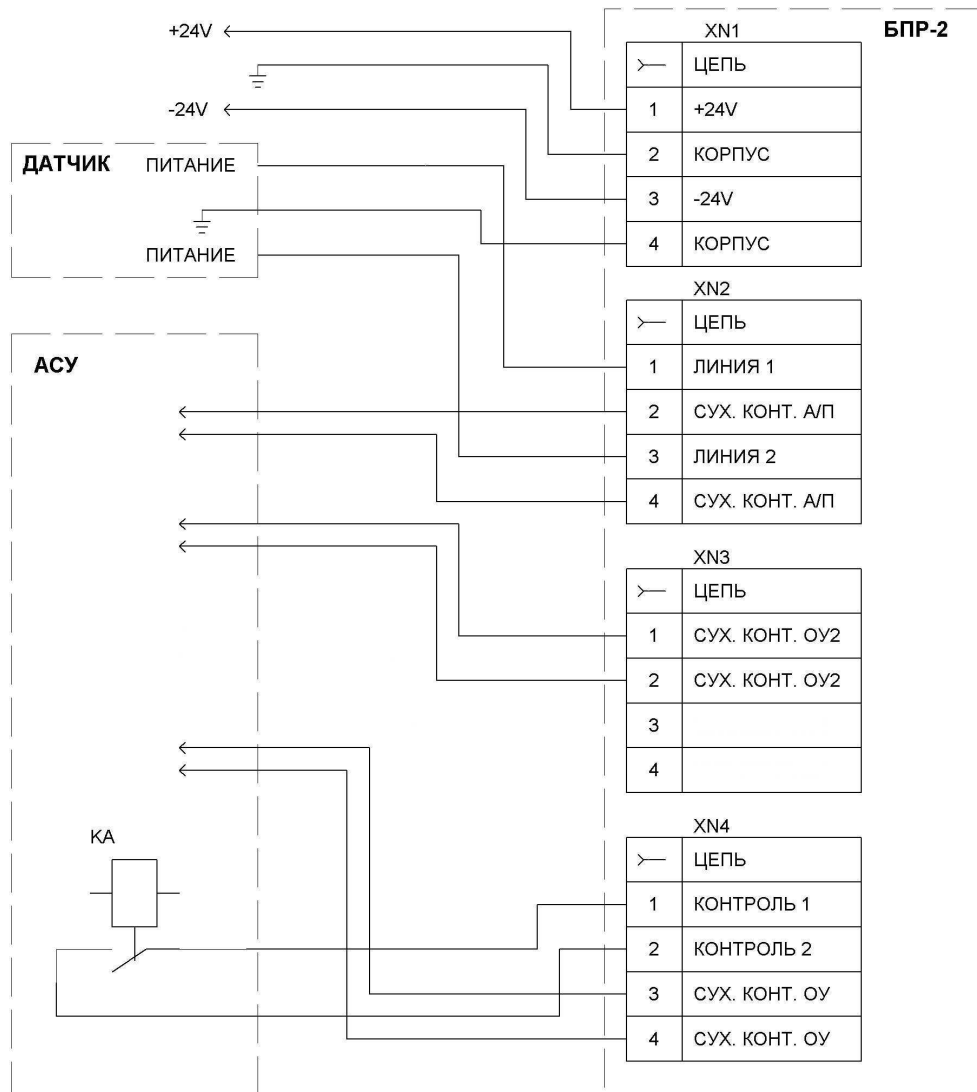 +24V
-24V
ДАТЧИК ПИТАНИЕ
ПИТАНИЕ
АСУ
KA
БПР-2
XN1
ЦЕПЬ
1 +24V
2 КОРПУС
3 -24V
4 КОРПУС
XN2
ЦЕПЬ
1 ЛИНИЯ 1
2 СУХ. КОНТ. А/П
3 ЛИНИЯ 2
4 СУХ. КОНТ. А/П
XN3
ЦЕПЬ
1 СУХ. КОНТ. ОУ2
2 СУХ. КОНТ. ОУ2
3
4
XN4
ЦЕПЬ
1 КОНТРОЛЬ 1
2 КОНТРОЛЬ 2
3 СУХ. КОНТ. ОУ
4 СУХ. КОНТ. ОУ